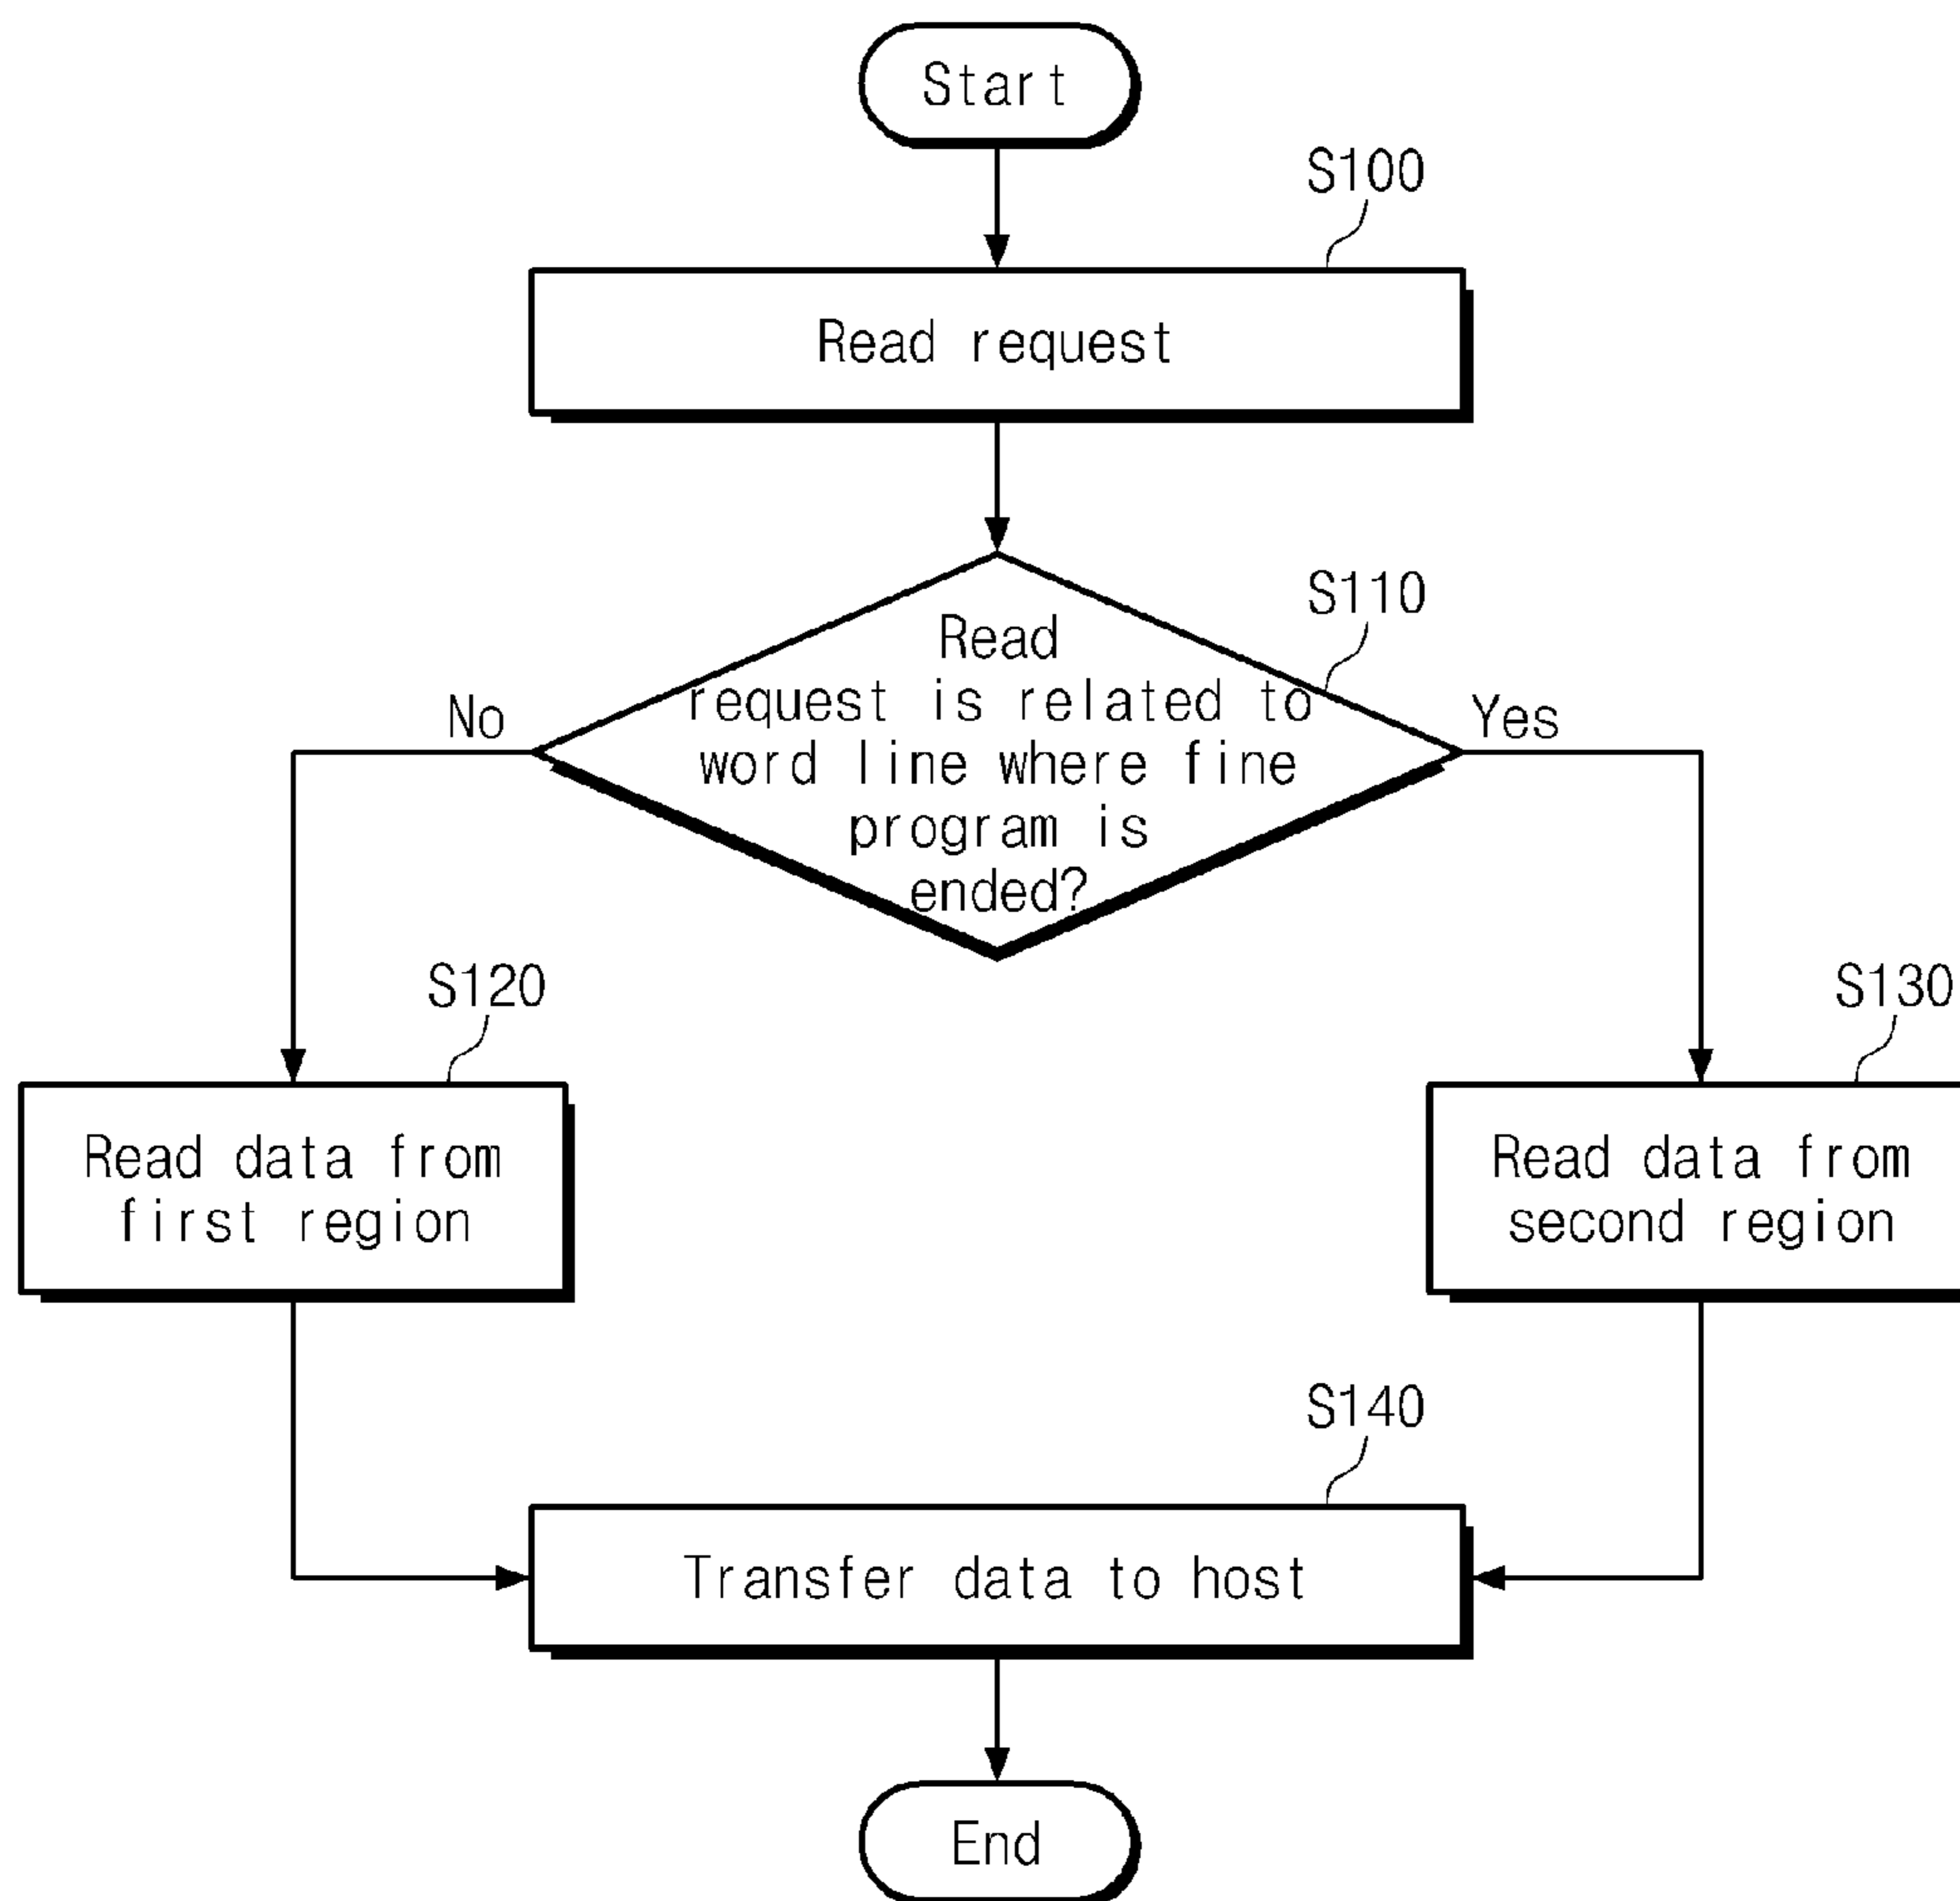 Start
S100
Read request
S110
Read
request is related to
word line where fine
program is
ended?
No
Yes
S120
S130
Read data from
first region
Read data from
second region
S140
Transfer data to host
End